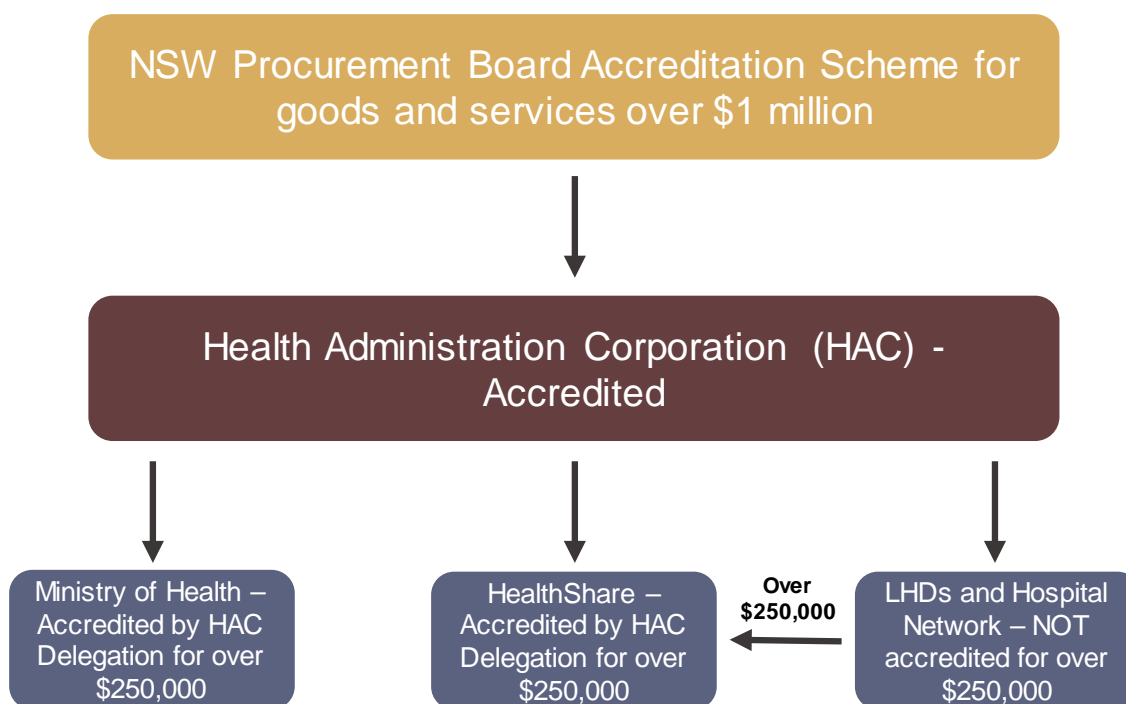 NSW Procurement Board Accreditation Scheme for
goods and services over $1 million
Health Administration Corporation (HAC) -
Accredited
Ministry of Health –
Accredited by HAC
Delegation for over
$250,000
HealthShare –
Accredited by HAC
Delegation for over
$250,000
Over
$250,000
LHDs and Hospital
Network – NOT
accredited for over
$250,000